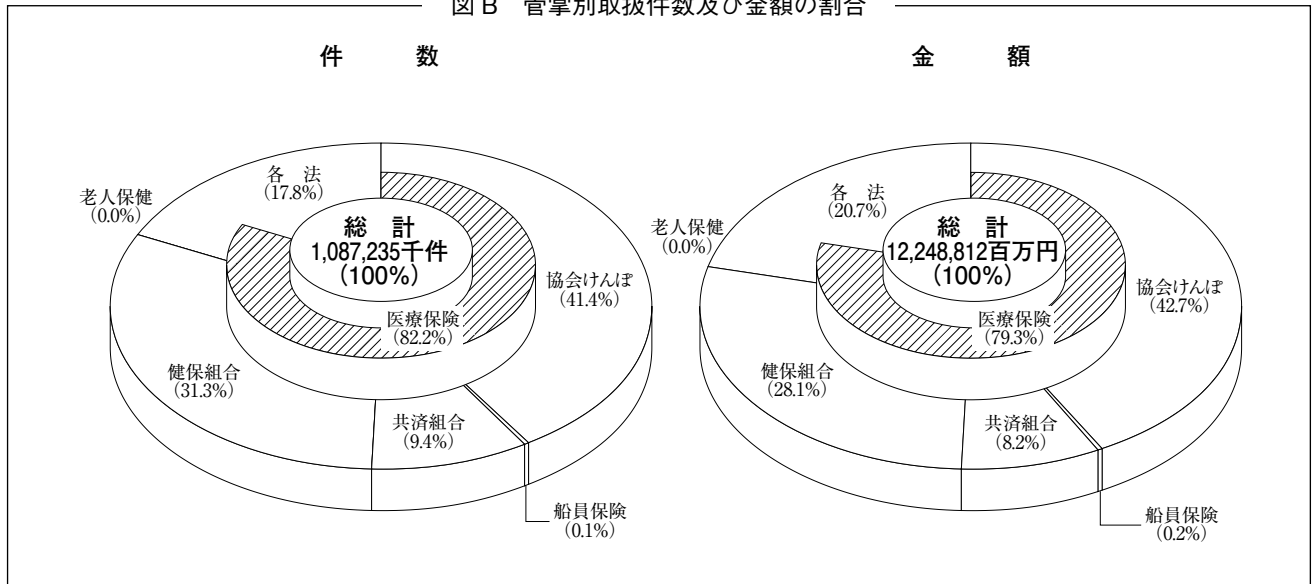 図B 管掌別取扱件数及び金額の割合
件 数
各 法
(17.8%)
老人保健
(0.0%)
総 計
1,087,235千件
(100%)
協会けんぽ
(41.4%)
医療保険
(82.2%)
健保組合
(31.3%)
共済組合
(9.4%)
船員保険
(0.1%)
金 額
各 法
(20.7%)
老人保健
(0.0%)
総 計
12,248,812百万円
(100%)
協会けんぽ
(42.7%)
医療保険
(79.3%)
健保組合
(28.1%)
共済組合
(8.2%)
船員保険
(0.2%)